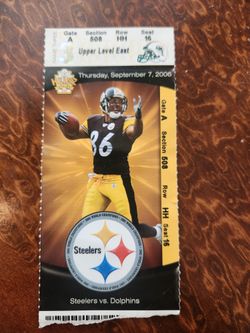 Gate Section Row Seat
A 508 HH 16
Upper Level East
Thursday, September 7, 2006
86
Gate A Section 508 Row HH Seat 16
Steelers
Steelers vs. Dolphins